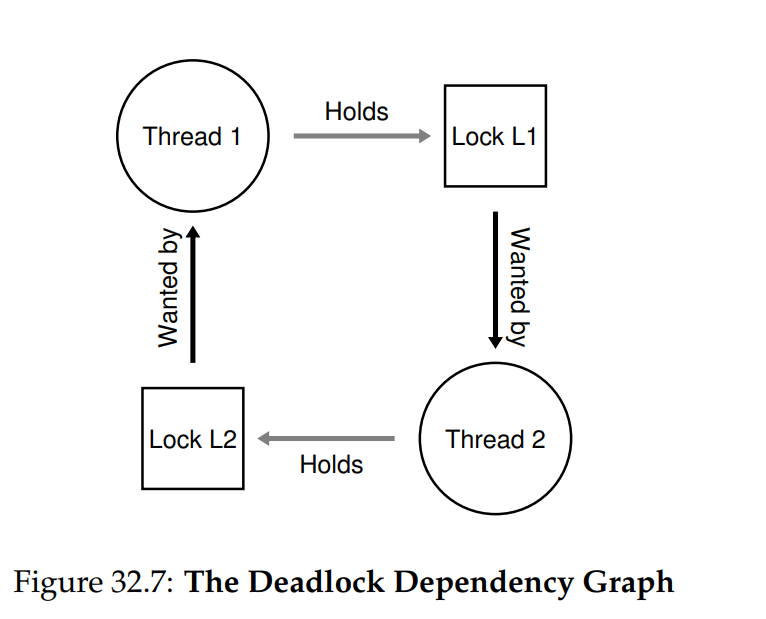 Holds
Thread 1
Lock L1
Wanted by
Wanted by
Lock L2
Thread 2
Holds
Figure 32.7: The Deadlock Dependency Graph